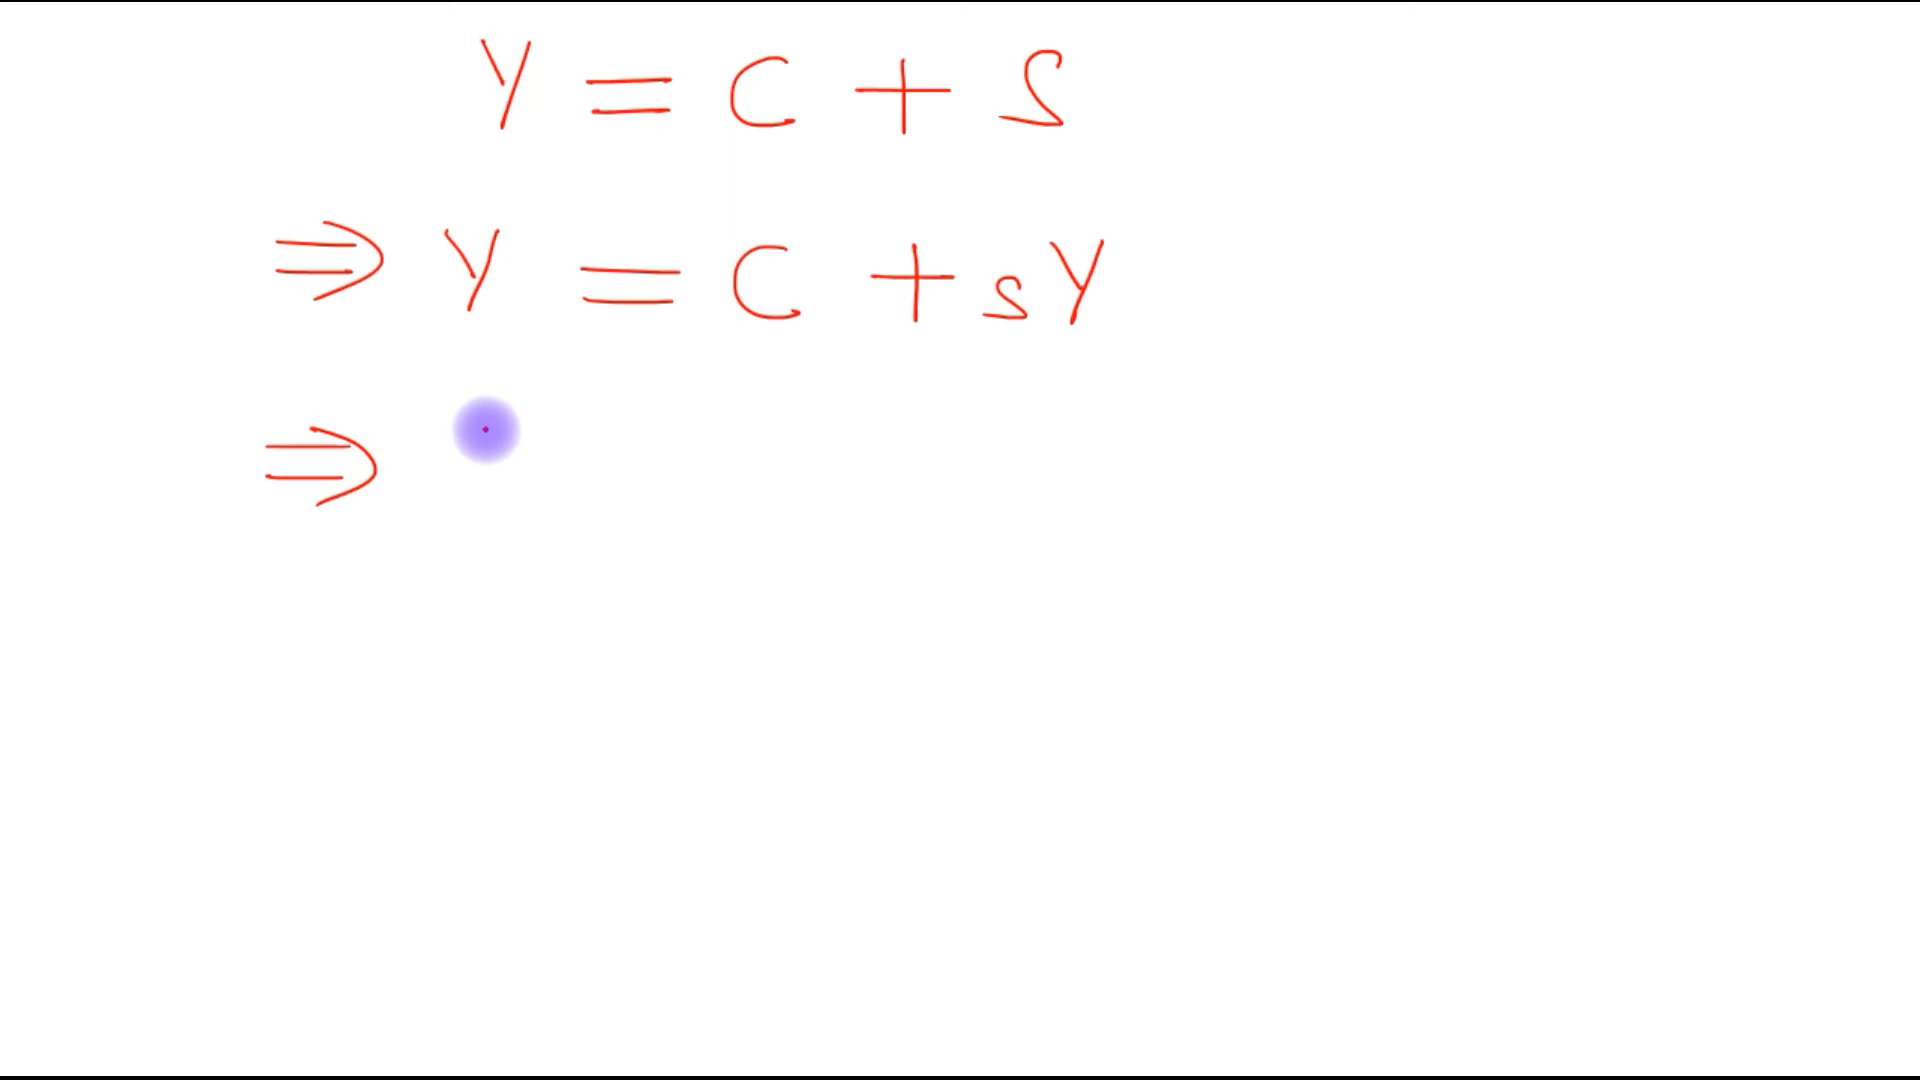 Y = C + S
⇒ Y = C + sY
⇒